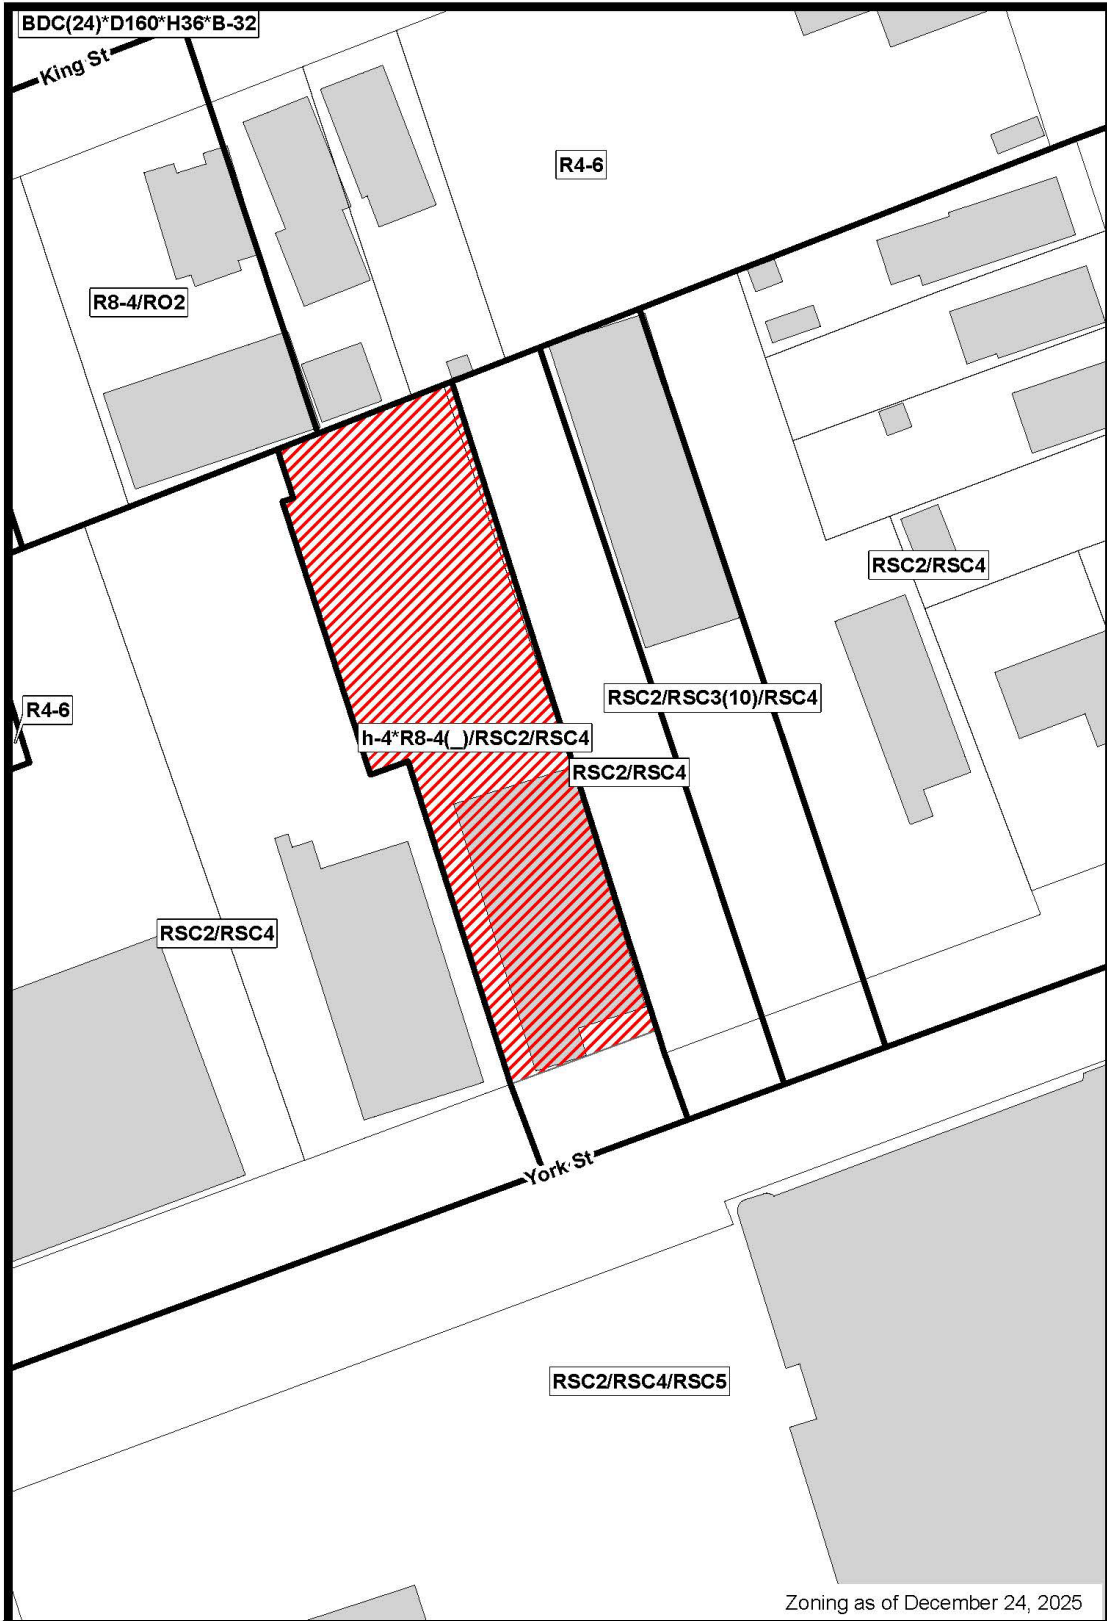 BDC(24)*D160*H36*B-32
King St
R4-6
R8-4/RO2
RSC2/RSC4
RSC2/RSC3(10)/RSC4
R4-6
h-4*R8-4(_)/RSC2/RSC4
RSC2/RSC4
RSC2/RSC4
York St
RSC2/RSC4/RSC5
Zoning as of December 24, 2025